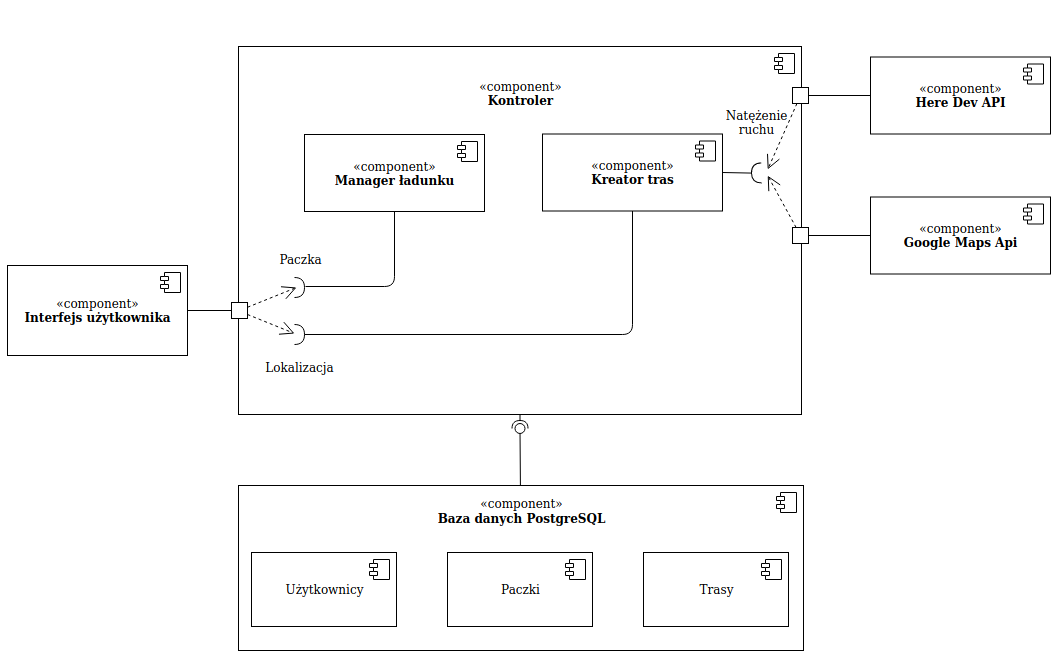 «component»
Kontroler
«component»
Here Dev API
Natężenie
ruchu
«component»
Manager ładunku
«component»
Kreator tras
«component»
Google Maps Api
Paczka
«component»
Interfejs użytkownika
Lokalizacja
«component»
Baza danych PostgreSQL
Użytkownicy
Paczki
Trasy